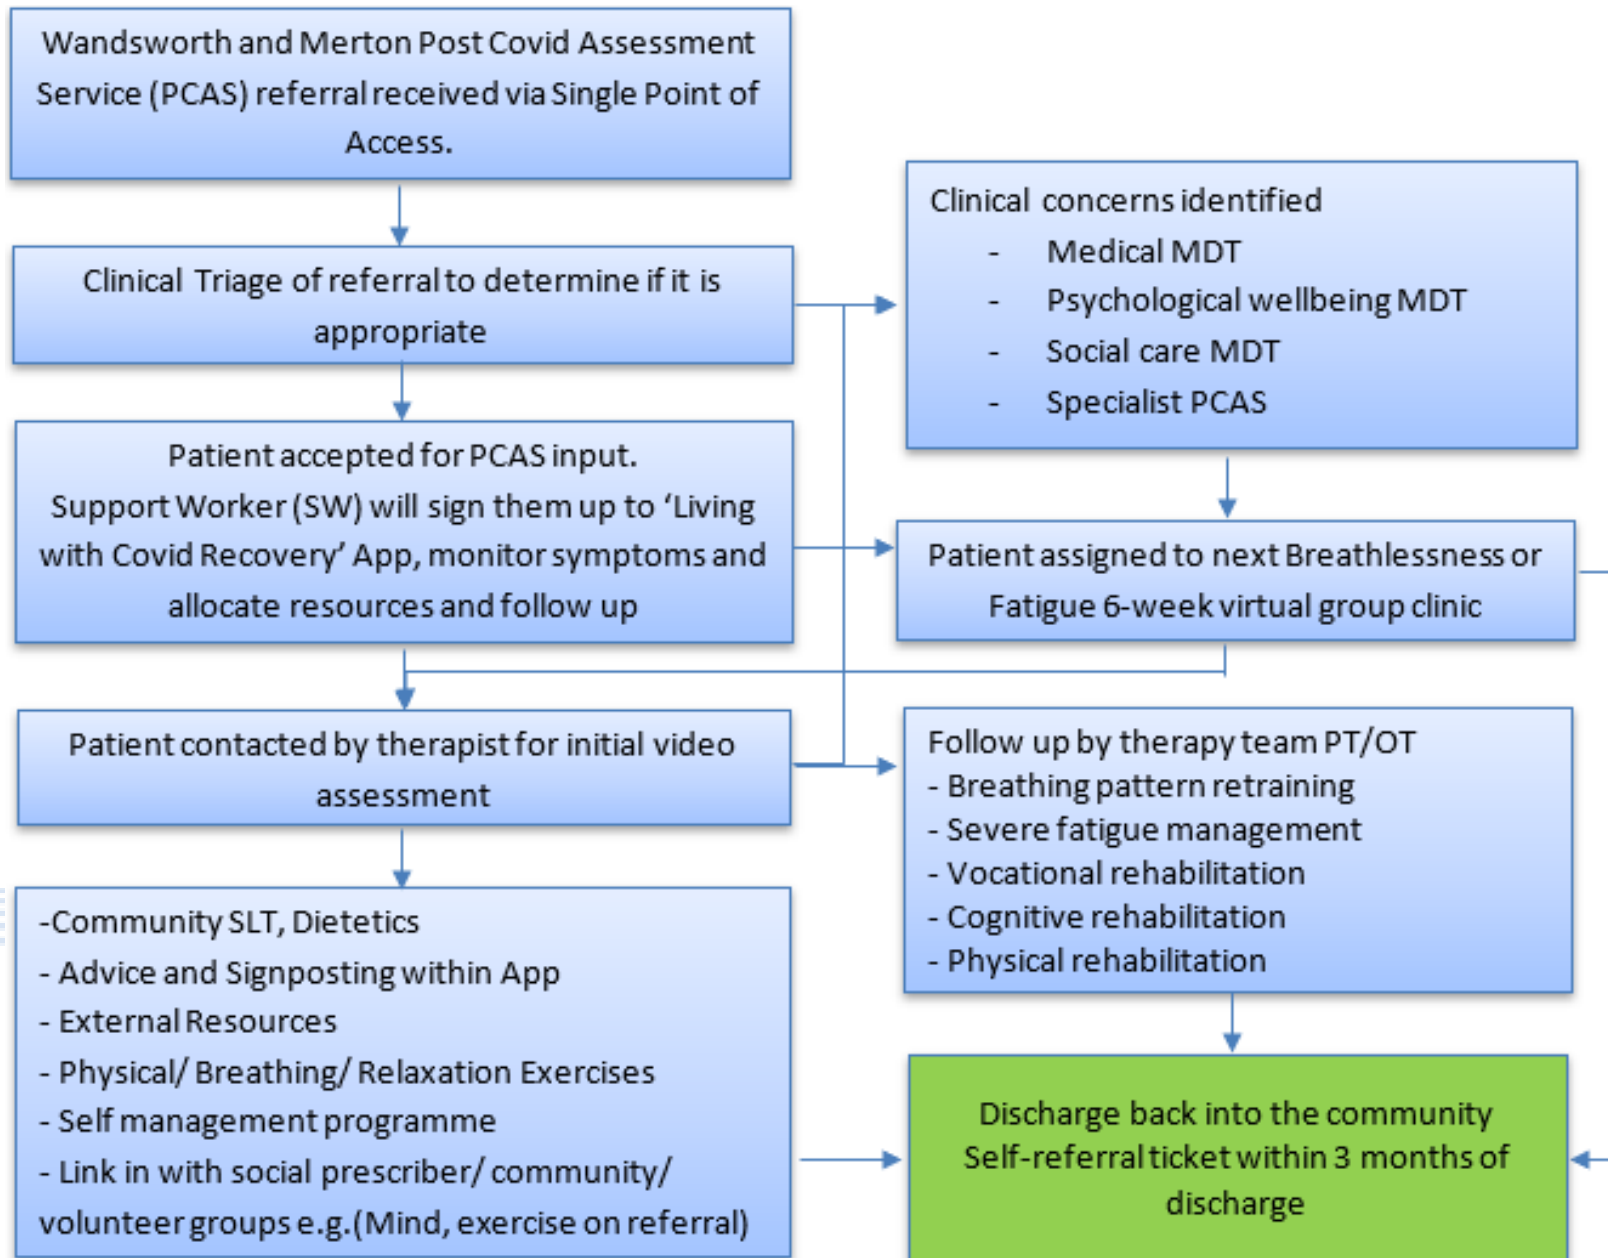 Wandsworth and Merton Post Covid Assessment
Service (PCAS) referral received via Single Point of
Access.
Clinical Triage of referral to determine if it is
appropriate
Clinical concerns identified
- Medical MDT
- Psychological wellbeing MDT
- Social care MDT
- Specialist PCAS
Patient accepted for PCAS input.
Support Worker (SW) will sign them up to ‘Living
with Covid Recovery’ App, monitor symptoms and
allocate resources and follow up
Patient assigned to next Breathlessness or
Fatigue 6-week virtual group clinic
Patient contacted by therapist for initial video
assessment
Follow up by therapy team PT/OT
- Breathing pattern retraining
- Severe fatigue management
- Vocational rehabilitation
- Cognitive rehabilitation
- Physical rehabilitation
-Community SLT, Dietetics
- Advice and Signposting within App
- External Resources
- Physical/ Breathing/ Relaxation Exercises
- Self management programme
- Link in with social prescriber/ community/
volunteer groups e.g.(Mind, exercise on referral)
Discharge back into the community
Self-referral ticket within 3 months of
discharge